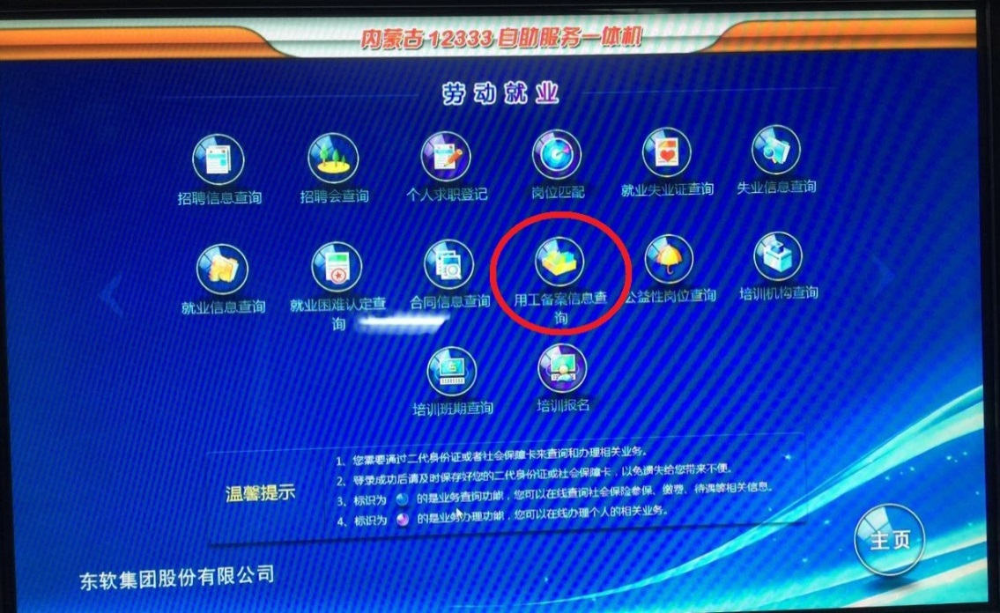 内蒙古12333自助服务一体机
劳动就业
招聘信息查询
招聘会查询
个人求职登记
岗位匹配
就业失业证查询
失业信息查询
就业信息查询
就业困难认定查
询
合同信息查询
用工备案信息查
询
公益性岗位查询
培训机构查询
培训班期查询
培训报名
温馨提示
1、您需要通过二代身份证或者社会保障卡来查询和办理相关业务。
2、登录成功后请及时保存好您的二代身份证或社会保障卡，以免遗失给您带来不便。
3、标识为 的是业务查询功能，您可以在线查询社会保险参保、缴费、待遇等相关信息。
4、标识为 的是业务办理功能，您可以在线办理个人的相关业务。
主页
东软集团股份有限公司